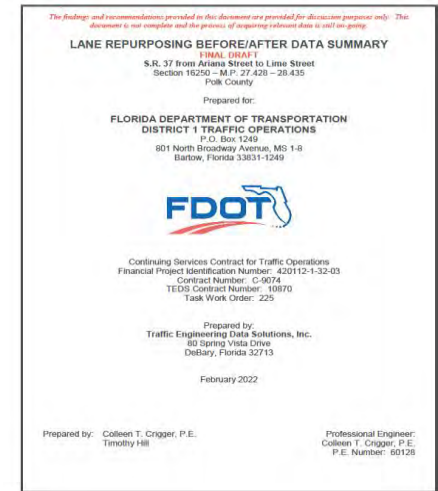 The findings and recommendations provided in this document are provided for discussion purposes only. This
document is not complete and the process of acquiring relevant data is still on-going.
LANE REPURPOSING BEFORE/AFTER DATA SUMMARY
FINAL DRAFT
S.R. 37 from Ariana Street to Lime Street
Section 16250 – M.P. 27.428 – 28.435
Polk County
Prepared for:
FLORIDA DEPARTMENT OF TRANSPORTATION
DISTRICT 1 TRAFFIC OPERATIONS
P.O. Box 1249
801 North Broadway Avenue, MS 1-8
Bartow, Florida 33831-1249
FDOT
Continuing Services Contract for Traffic Operations
Financial Project Identification Number: 420112-1-32-03
Contract Number: C-9074
TEDS Contract Number: 10870
Task Work Order: 225
Prepared by:
Traffic Engineering Data Solutions, Inc.
80 Spring Vista Drive
DeBary, Florida 32713
February 2022
Prepared by: Colleen T. Crigger, P.E.
Timothy Hill
Professional Engineer:
Colleen T. Crigger, P.E.
P.E. Number: 60128